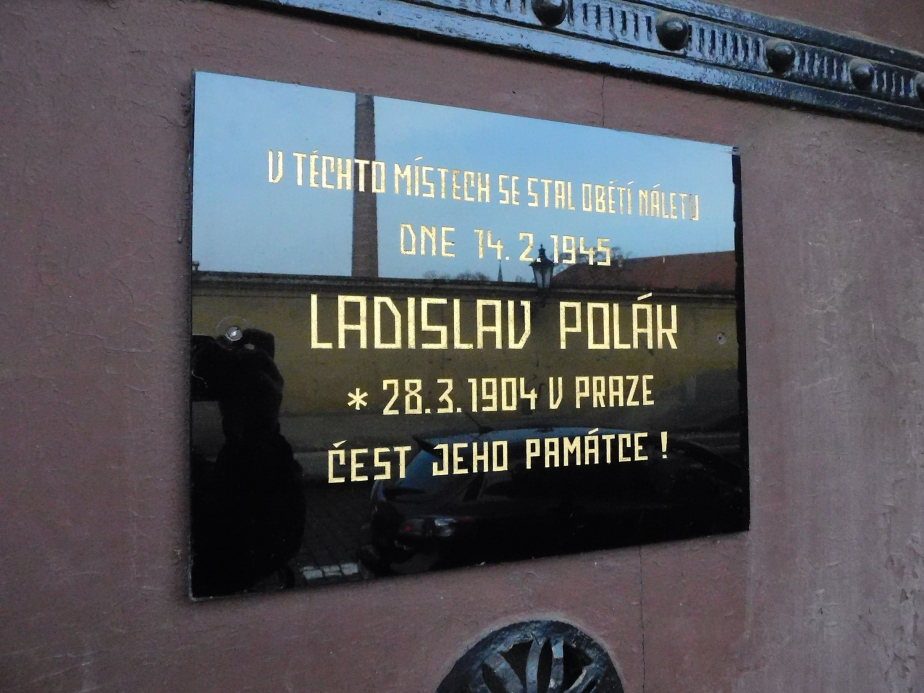 V TĚCHTO MÍSTECH SE STAL OBĚTÍ NÁLETU
DNE 14. 2. 1945
LADISLAV POLÁK
* 28. 3. 1904 V PRAZE
ČEST JEHO PAMÁTCE !